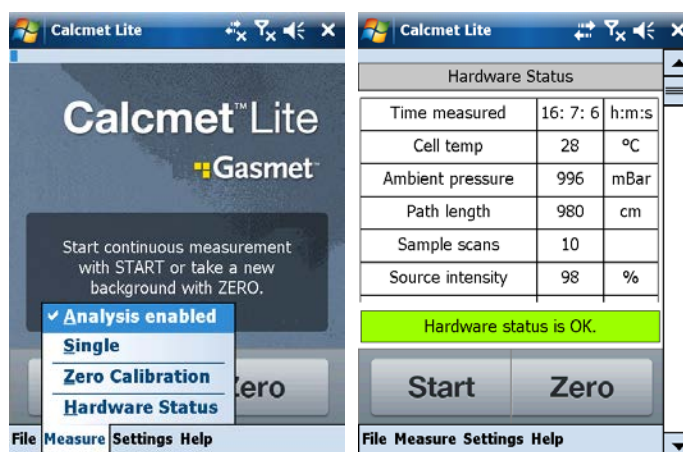 Calcmet Lite
Calcmet™ Lite
Gasmet™
Start continuous measurement
with START or take a new
background with ZERO.
Analysis enabled
Single
Zero Calibration
Hardware Status
ero
File Measure Settings Help
Calcmet Lite
Hardware Status
Time measured 16: 7: 6 h:m:s
Cell temp 28 °C
Ambient pressure 996 mBar
Path length 980 cm
Sample scans 10
Source intensity 98 %
Hardware status is OK.
Start Zero
File Measure Settings Help